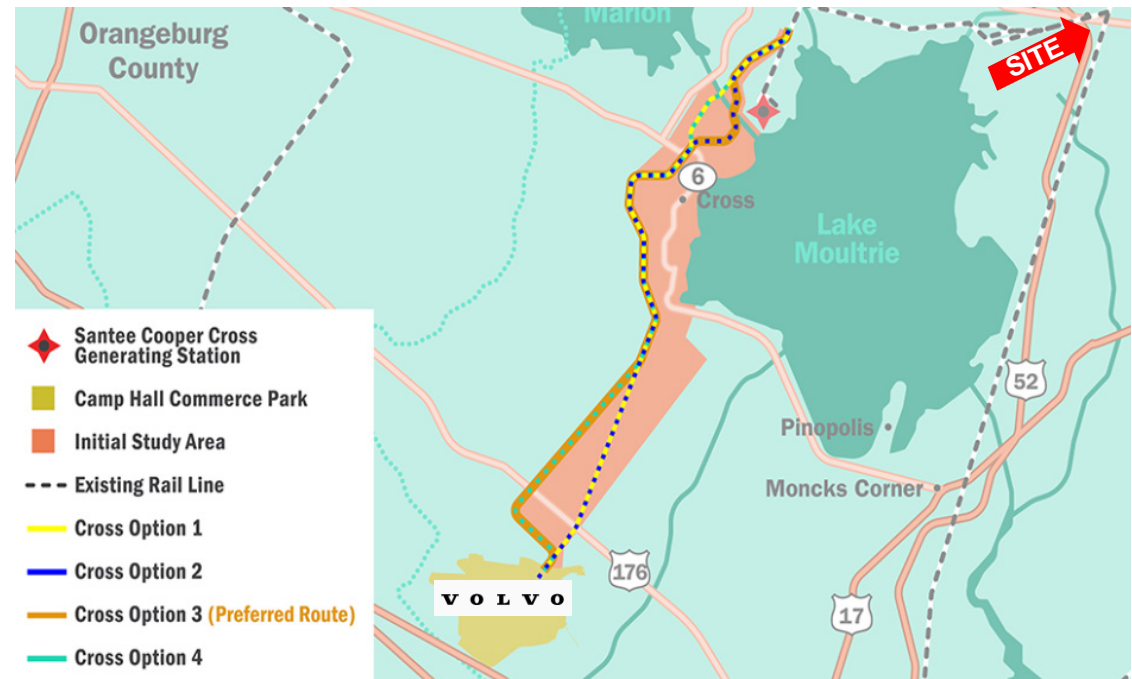 Orangeburg
County
Marion
SITE
6
Cross
Lake
Moultrie
52
Pinopolis
Moncks Corner
176
17
VOLVO
Santee Cooper Cross
Generating Station
Camp Hall Commerce Park
Initial Study Area
Existing Rail Line
Cross Option 1
Cross Option 2
Cross Option 3 (Preferred Route)
Cross Option 4